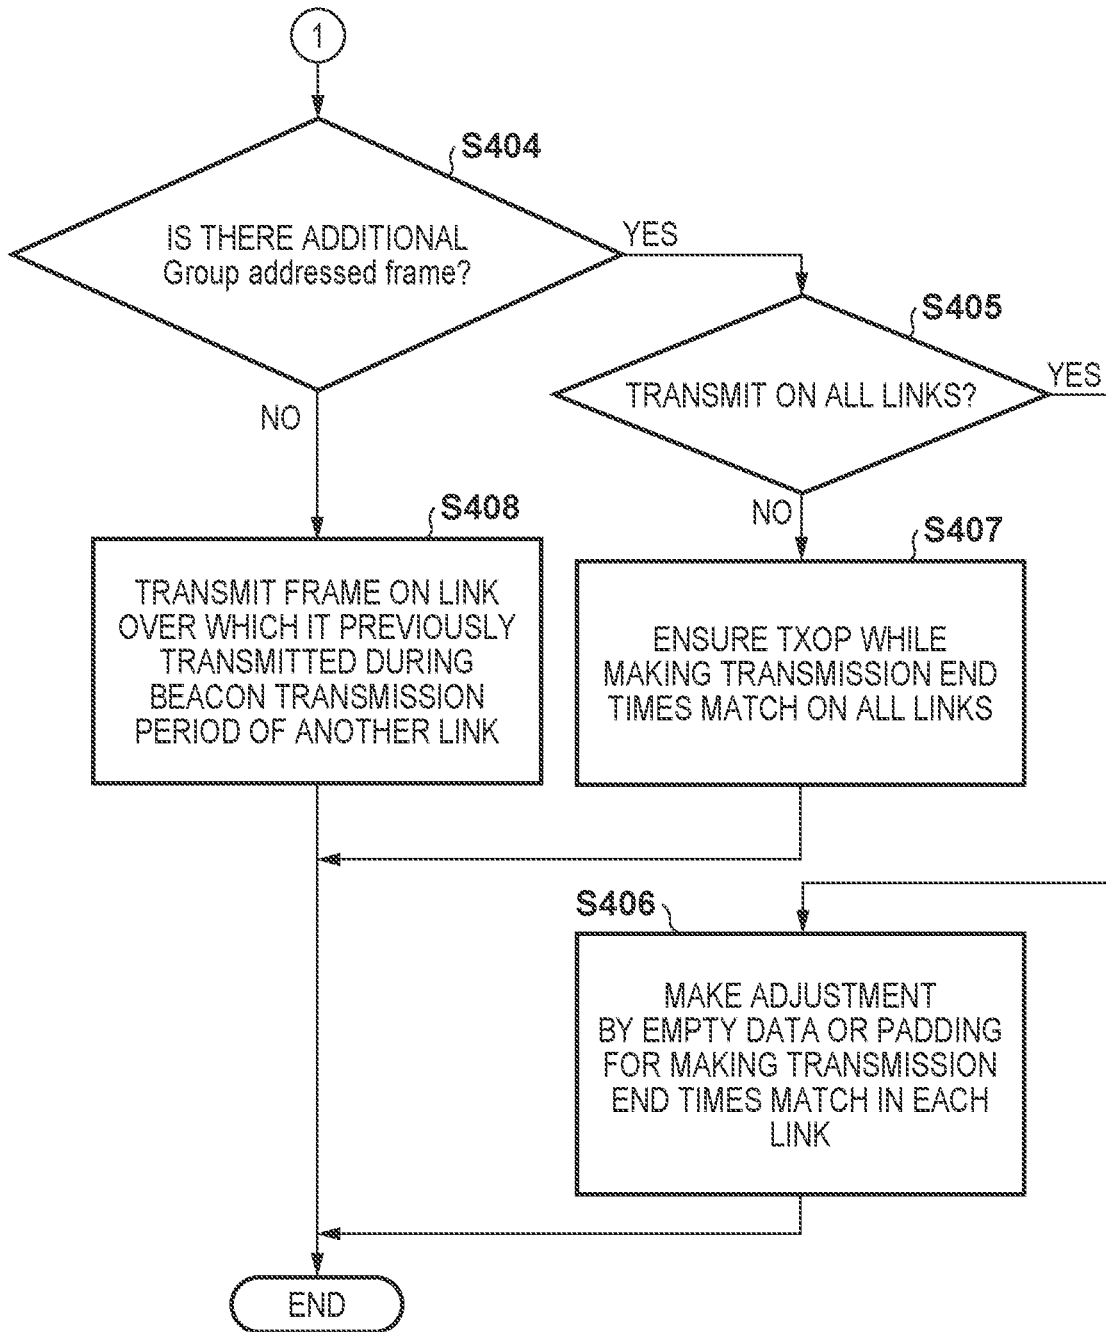 1
S404
IS THERE ADDITIONAL
Group addressed frame?
YES
S405
TRANSMIT ON ALL LINKS?
YES
NO
NO
S408
TRANSMIT FRAME ON LINK
OVER WHICH IT PREVIOUSLY
TRANSMITTED DURING
BEACON TRANSMISSION
PERIOD OF ANOTHER LINK
S407
ENSURE TXOP WHILE
MAKING TRANSMISSION END
TIMES MATCH ON ALL LINKS
S406
MAKE ADJUSTMENT
BY EMPTY DATA OR PADDING
FOR MAKING TRANSMISSION
END TIMES MATCH IN EACH
LINK
END